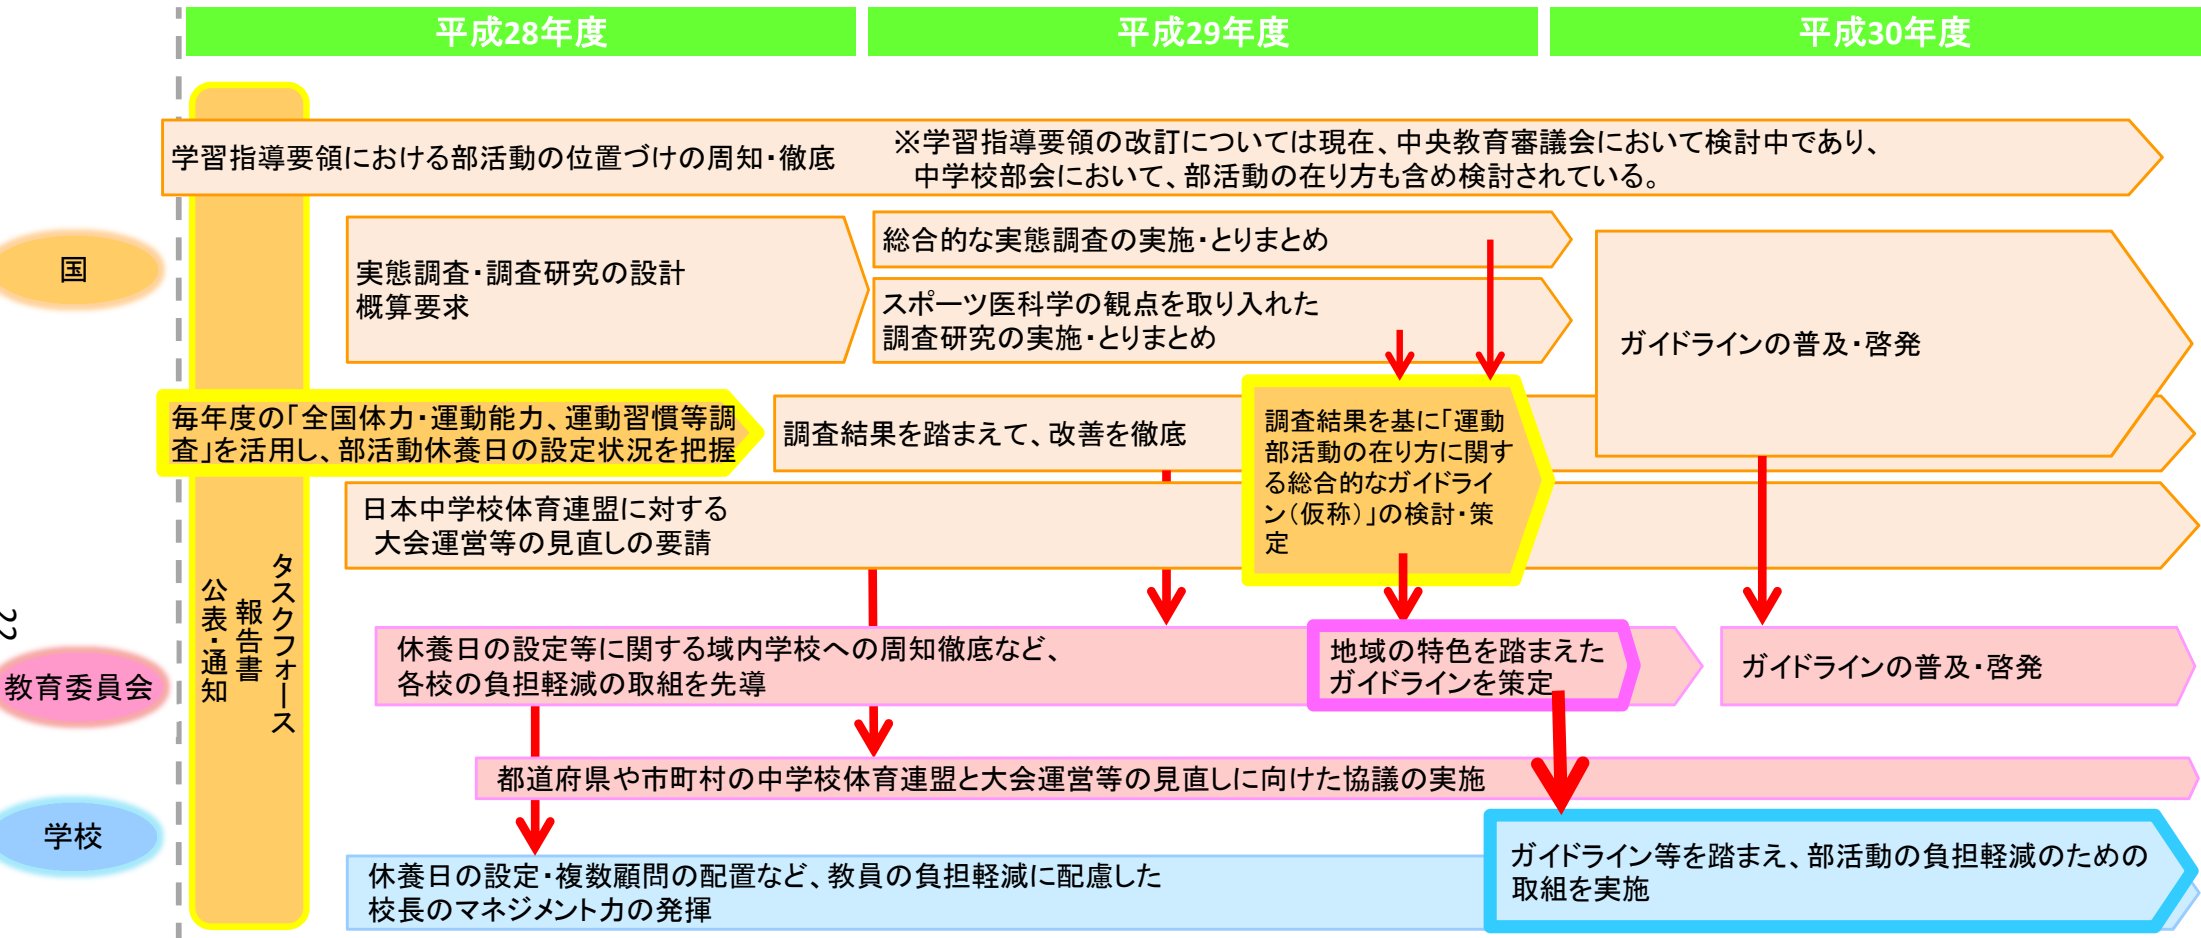 平成28年度
平成29年度
平成30年度
学習指導要領における部活動の位置づけの周知・徹底
※学習指導要領の改訂については現在、中央教育審議会において検討中であり、
中学校部会において、部活動の在り方も含め検討されている。
国
実態調査・調査研究の設計
概算要求
総合的な実態調査の実施・とりまとめ
スポーツ医科学の観点を取り入れた
調査研究の実施・とりまとめ
ガイドラインの普及・啓発
毎年度の「全国体力・運動能力、運動習慣等調
査」を活用し、部活動休養日の設定状況を把握
調査結果を踏まえて、改善を徹底
調査結果を基に「運動
部活動の在り方に関す
る総合的なガイドライ
ン(仮称)」の検討・策
定
日本中学校体育連盟に対する
大会運営等の見直しの要請
タスクフォース
報告書
公表・通知
22
教育委員会
休養日の設定等に関する域内学校への周知徹底など、
各校の負担軽減の取組を先導
地域の特色を踏まえた
ガイドラインを策定
ガイドラインの普及・啓発
都道府県や市町村の中学校体育連盟と大会運営等の見直しに向けた協議の実施
学校
休養日の設定・複数顧問の配置など、教員の負担軽減に配慮した
校長のマネジメント力の発揮
ガイドライン等を踏まえ、部活動の負担軽減のための
取組を実施